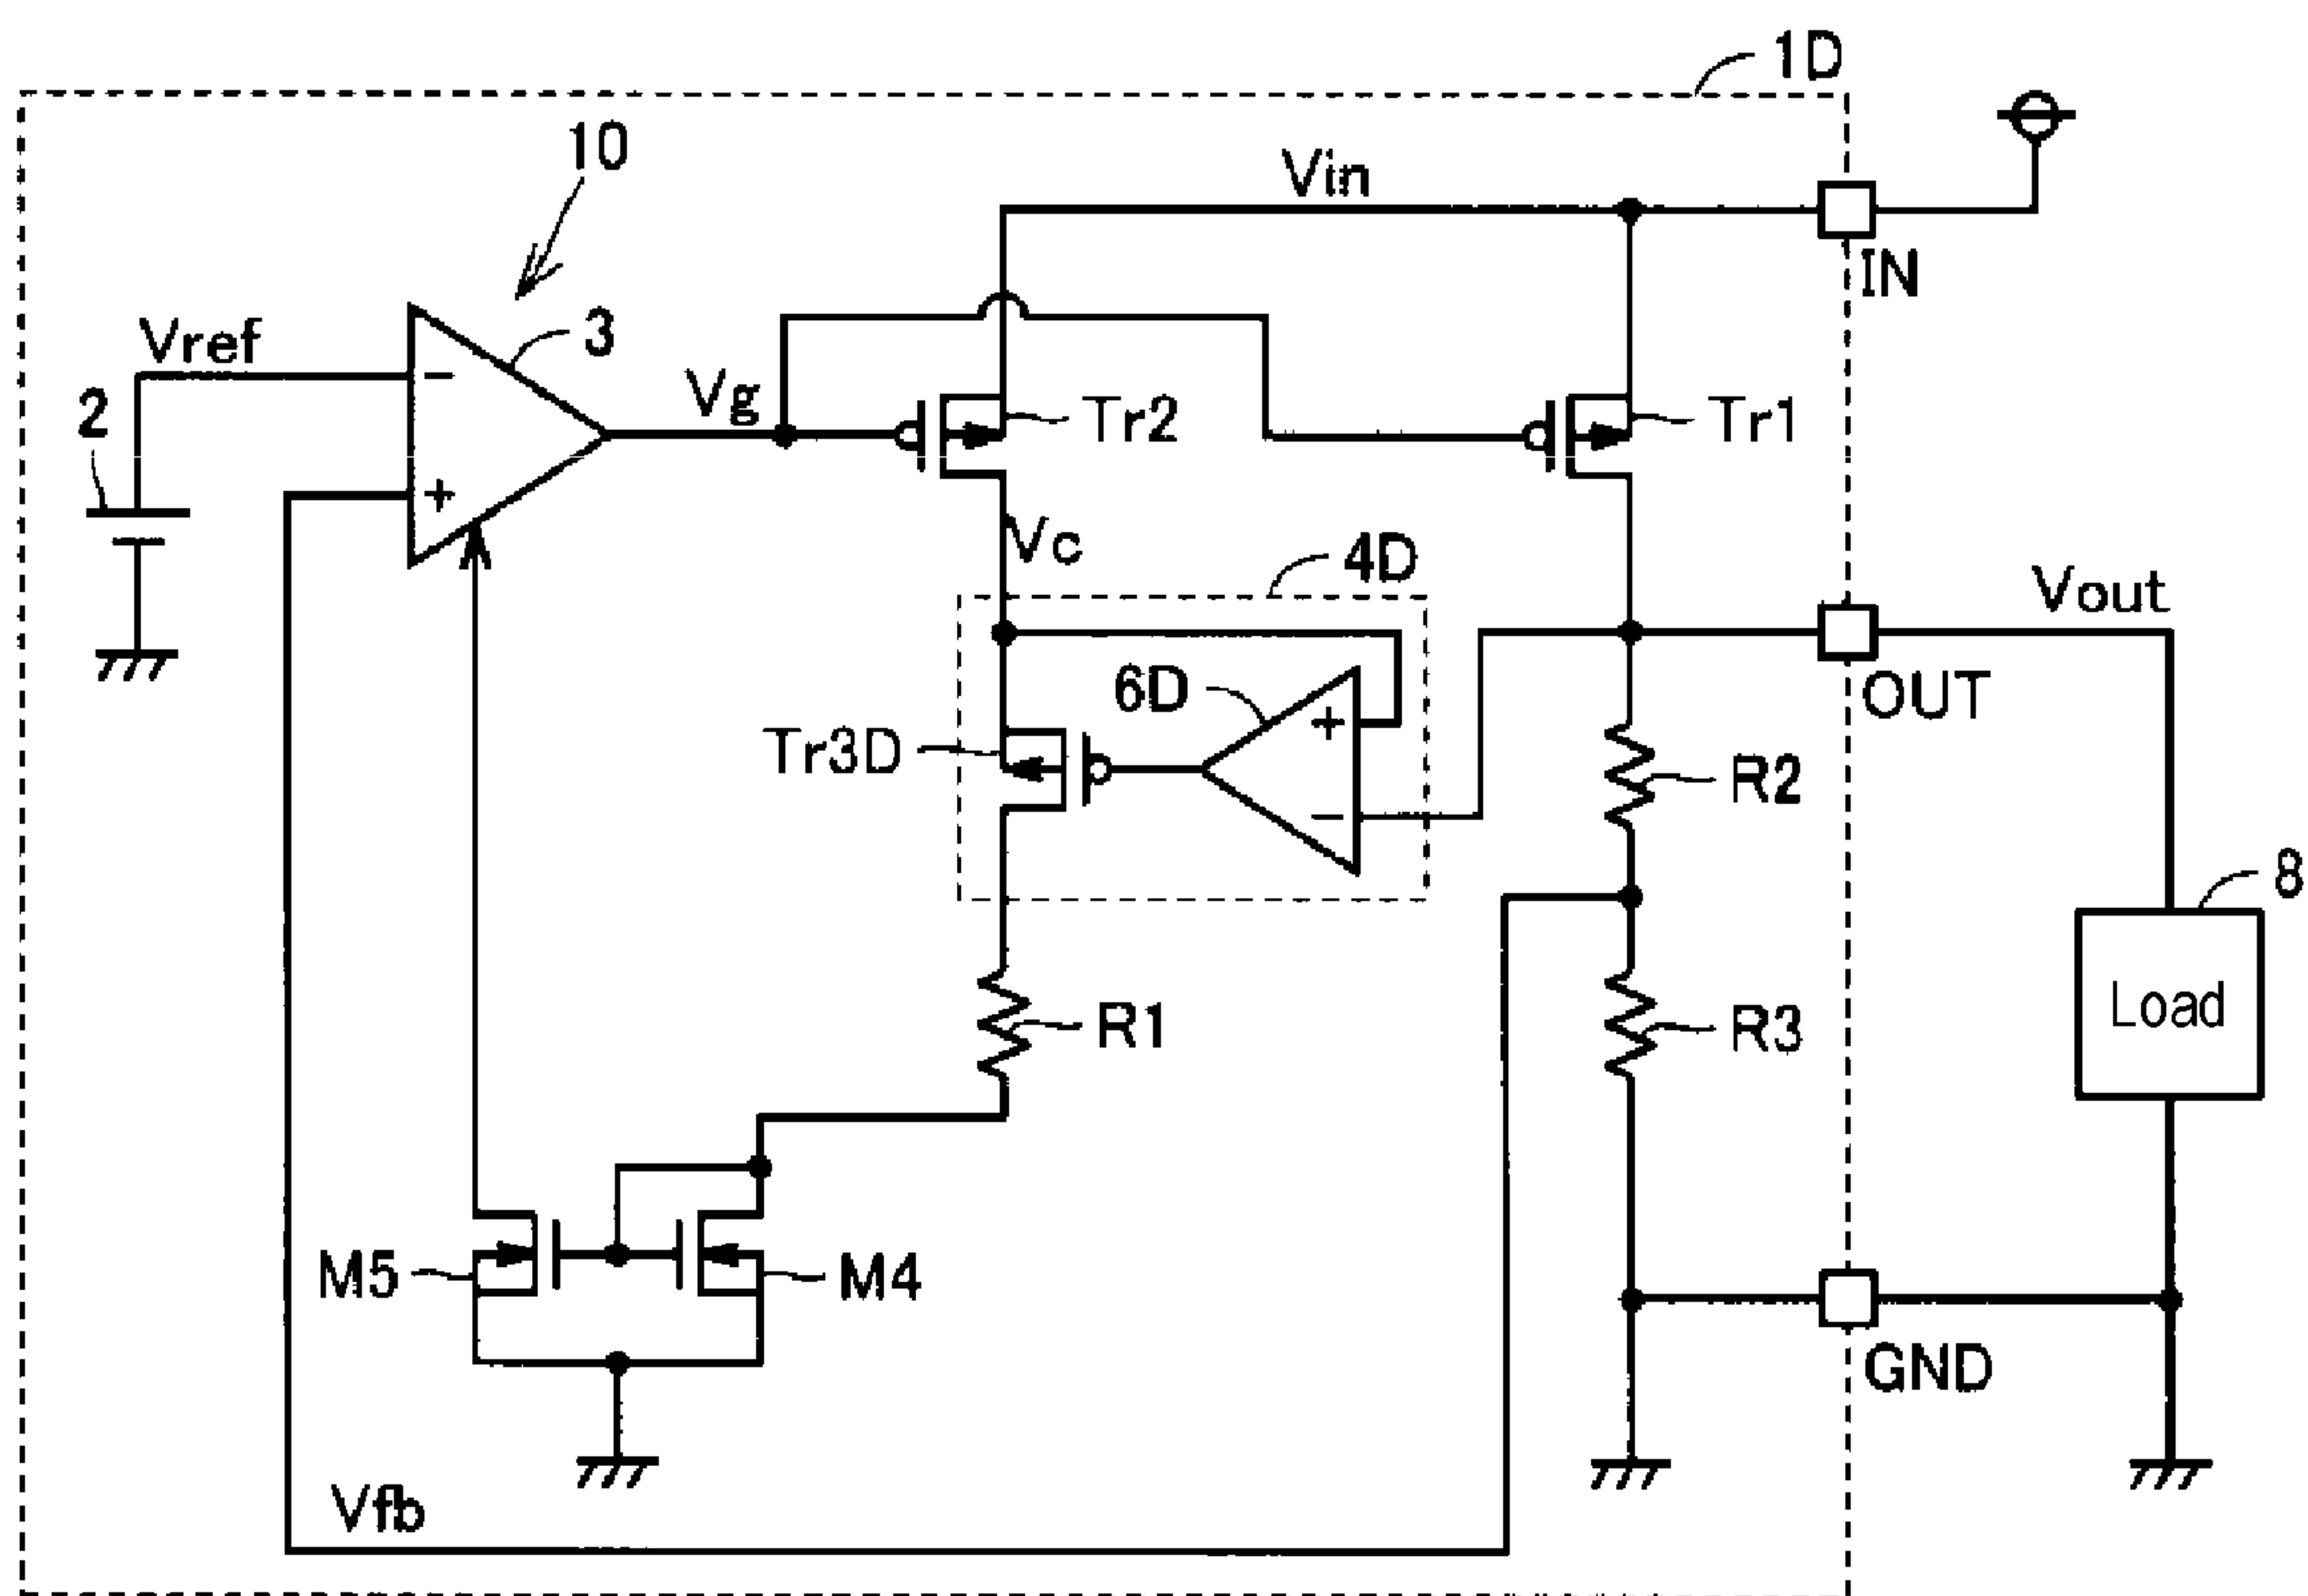 1D
10
Vin
IN
Vref
3
Vg
2
Tr2
Tr1
-
+
Vc
4D
Vout
6D
+
OUT
Tr3D
R2
-
8
R1
R3
Load
M5
M4
GND
Vfb